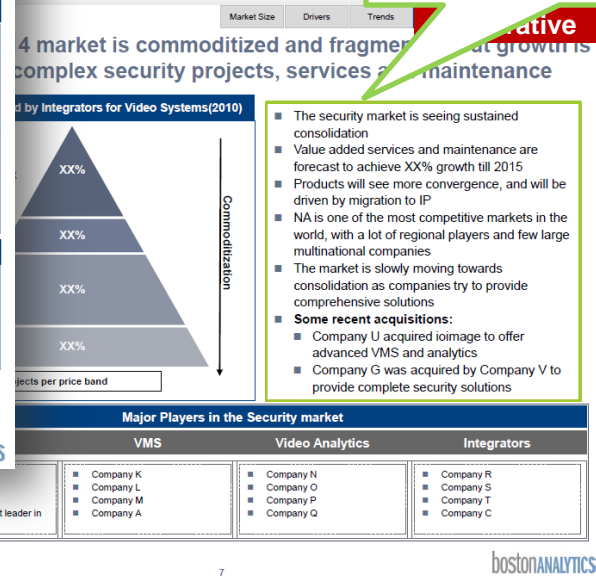 Market Size Drivers Trends
4 market is commoditized and growth is
complex security projects, services maintenance
by Integrators for Video Systems(2010)
XX%
XX%
XX%
XX%
Commoditization
per price band
■ The security market is seeing sustained
consolidation
■ Value added services and maintenance are
forecast to achieve XX% growth till 2015
■ Products will see more convergence, and will be
driven by migration to IP
■ NA is one of the most competitive markets in the
world, with a lot of regional players and few large
multinational companies
■ The market is slowly moving towards
consolidation as companies try to provide
comprehensive solutions
■ Some recent acquisitions:
■ Company U acquired ioimage to offer
advanced VMS and analytics
■ Company G was acquired by Company V to
provide complete security solutions
Major Players in the Security market
VMS Video Analytics Integrators
■ Company K
■ Company L
■ Company M
■ Company A
■ Company N
■ Company O
■ Company P
■ Company Q
■ Company R
■ Company S
■ Company T
■ Company C
leader in
7
bostonANALYTICS